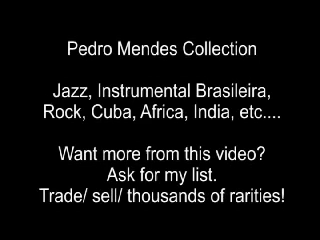 Pedro Mendes Collection
Jazz, Instrumental Brasileira,
Rock, Cuba, Africa, India, etc....
Want more from this video?
Ask for my list.
Trade/ sell/ thousands of rarities!